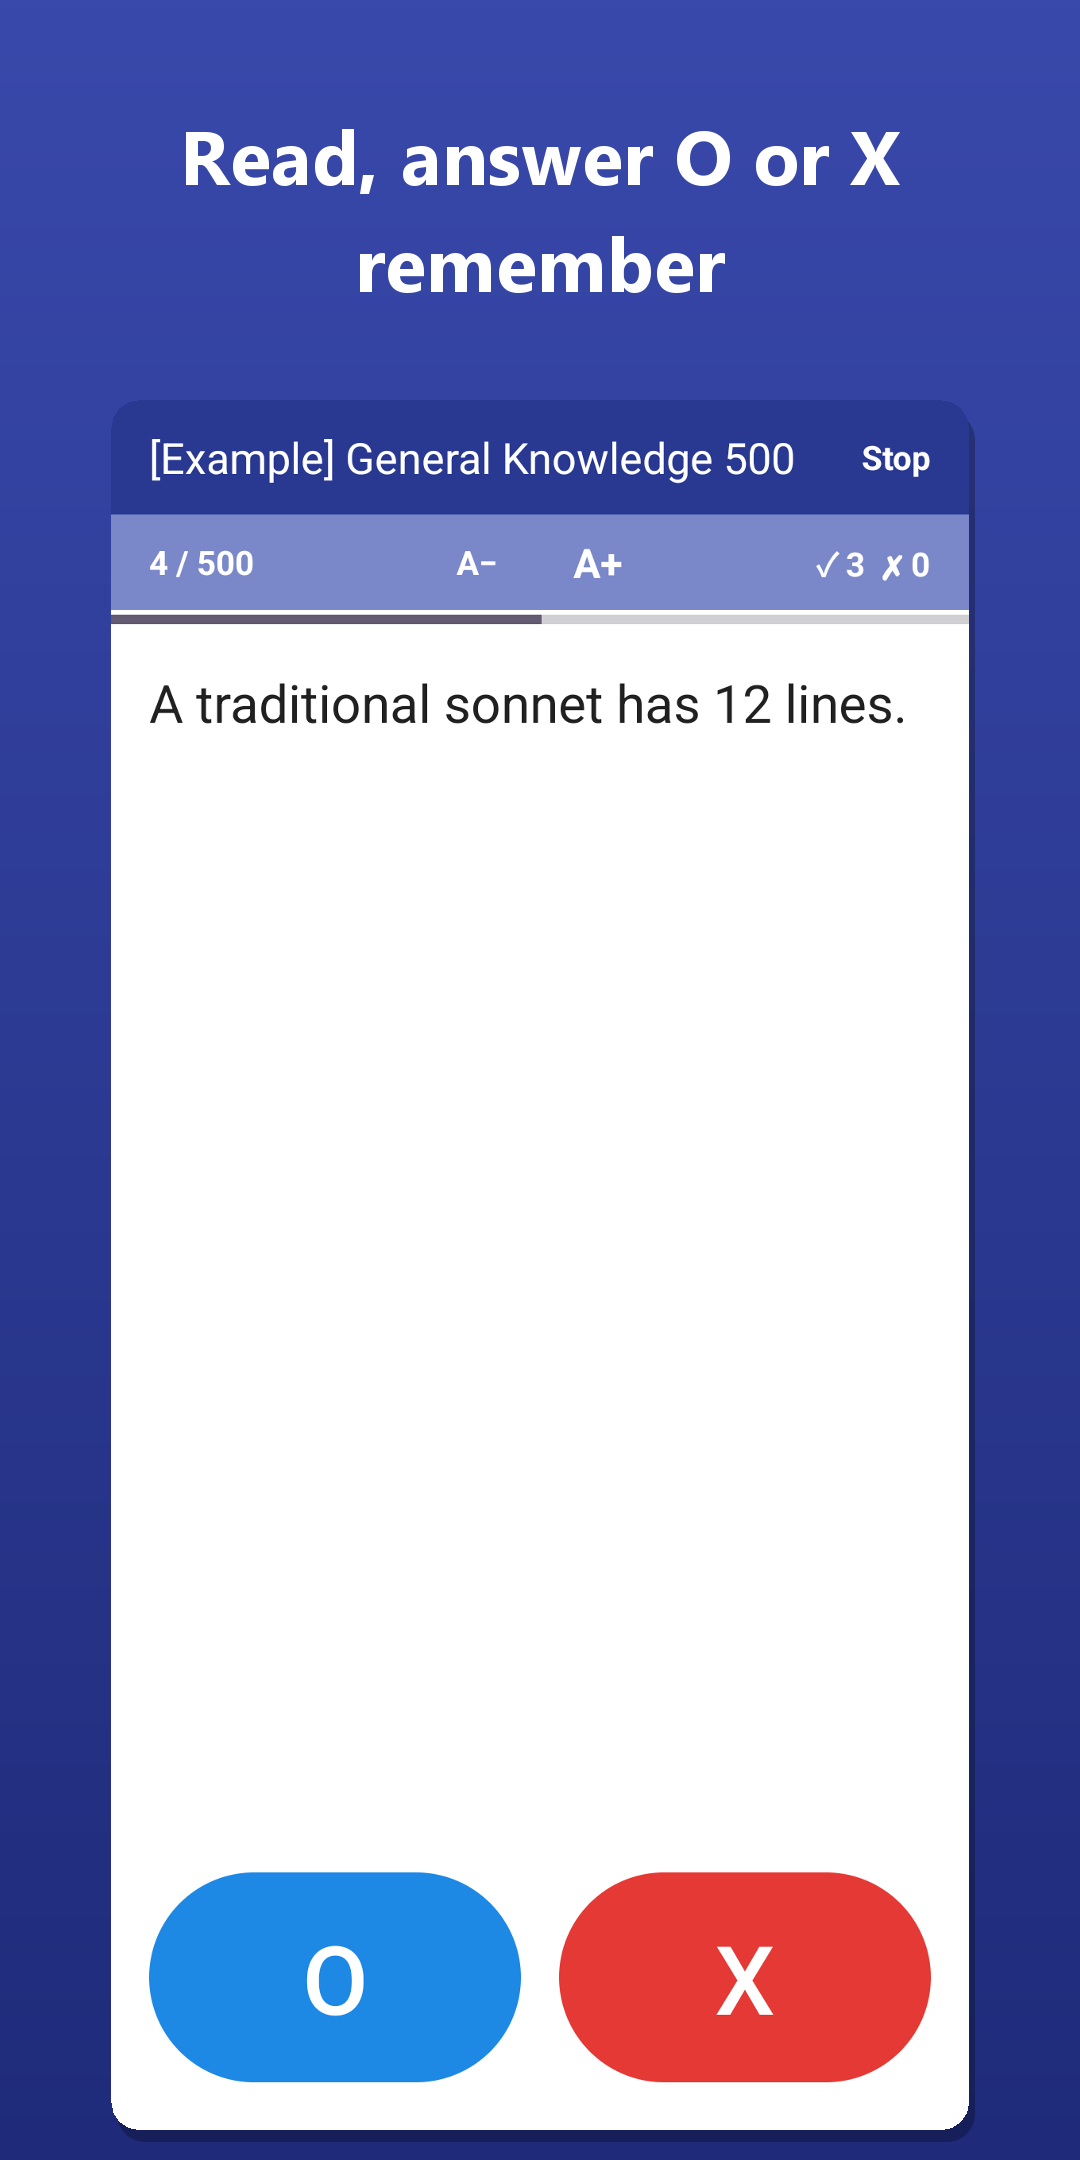 Read, answer O or X
remember
[Example] General Knowledge 500 Stop
4 / 500 A− A+ ✓ 3 ✗ 0
A traditional sonnet has 12 lines.
O X